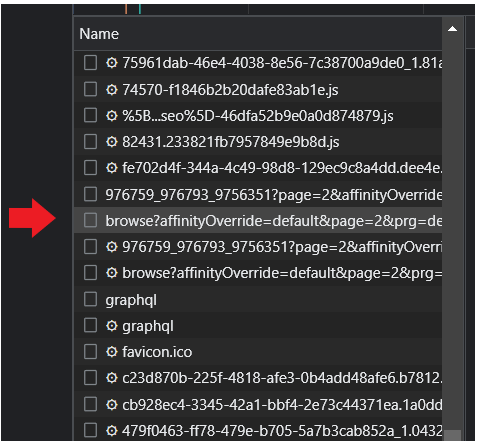 Name
75961dab-46e4-4038-8e56-7c38700a9de0_1.81a
74570-f1846b2b20dafe83ab1e.js
%5B...seo%5D-46dfa52b9e0a0d874879.js
82431.233821fb7957849e9b8d.js
fe702d4f-344a-4c49-98d8-129ec9c8a4dd.dee4e.
976759_976793_9756351?page=2&affinityOverride
browse?affinityOverride=default&page=2&prg=de
976759_976793_9756351?page=2&affinityOverri
browse?affinityOverride=default&page=2&prg=
graphql
graphql
favicon.ico
c23d870b-225f-4818-afe3-0b4add48afe6.b7812.
cb928ec4-3345-42a1-bbf4-2e73c44371ea.1a0dd
479f0463-ff78-479e-b705-5a7b3cab852a_1.0432